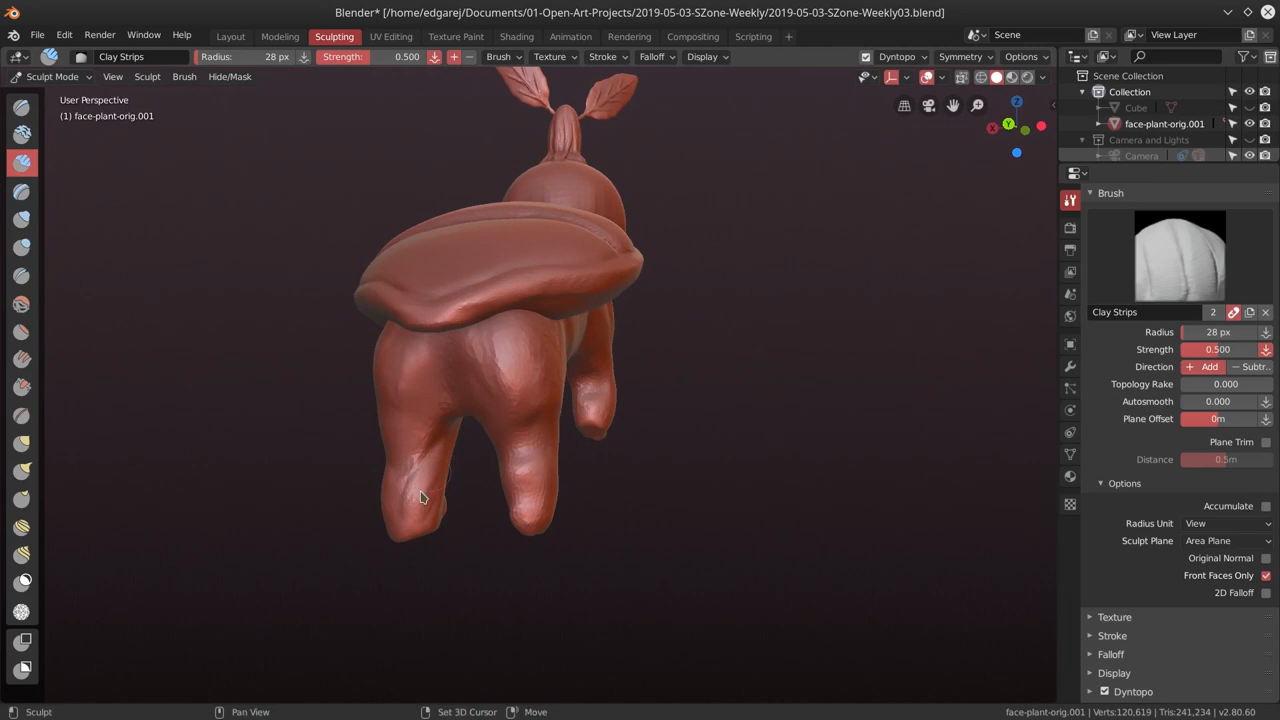 Blender* [/home/edgarej/Documents/01-Open-Art-Projects/2019-05-03-SZone-Weekly/2019-05-03-SZone-Weekly03.blend]
File Edit Render Window Help Layout Modeling Sculpting UV Editing Texture Paint Shading Animation Rendering Compositing Scripting + Scene View Layer
Clay Strips Radius: 28 px Strength: 0.500 Brush Texture Stroke Falloff Display Dyntopo Symmetry Options
Sculpt Mode View Sculpt Brush Hide/Mask
Scene Collection
Collection
Cube
face-plant-orig.001
Camera and Lights
Camera
User Perspective
(1) face-plant-orig.001
Z
Y
X
Brush
Clay Strips 2
Radius 28 px
Strength 0.500
Direction + Add — Subtr..
Topology Rake 0.000
Autosmooth 0.000
Plane Offset 0m
Plane Trim
Distance 0.5m
Options
Accumulate
Radius Unit View
Sculpt Plane Area Plane
Original Normal
Front Faces Only
2D Falloff
Texture
Stroke
Falloff
Display
Dyntopo
Sculpt Pan View Set 3D Cursor Move face-plant-orig.001 | Verts:120,619 | Tris:241,234 | v2.80.60